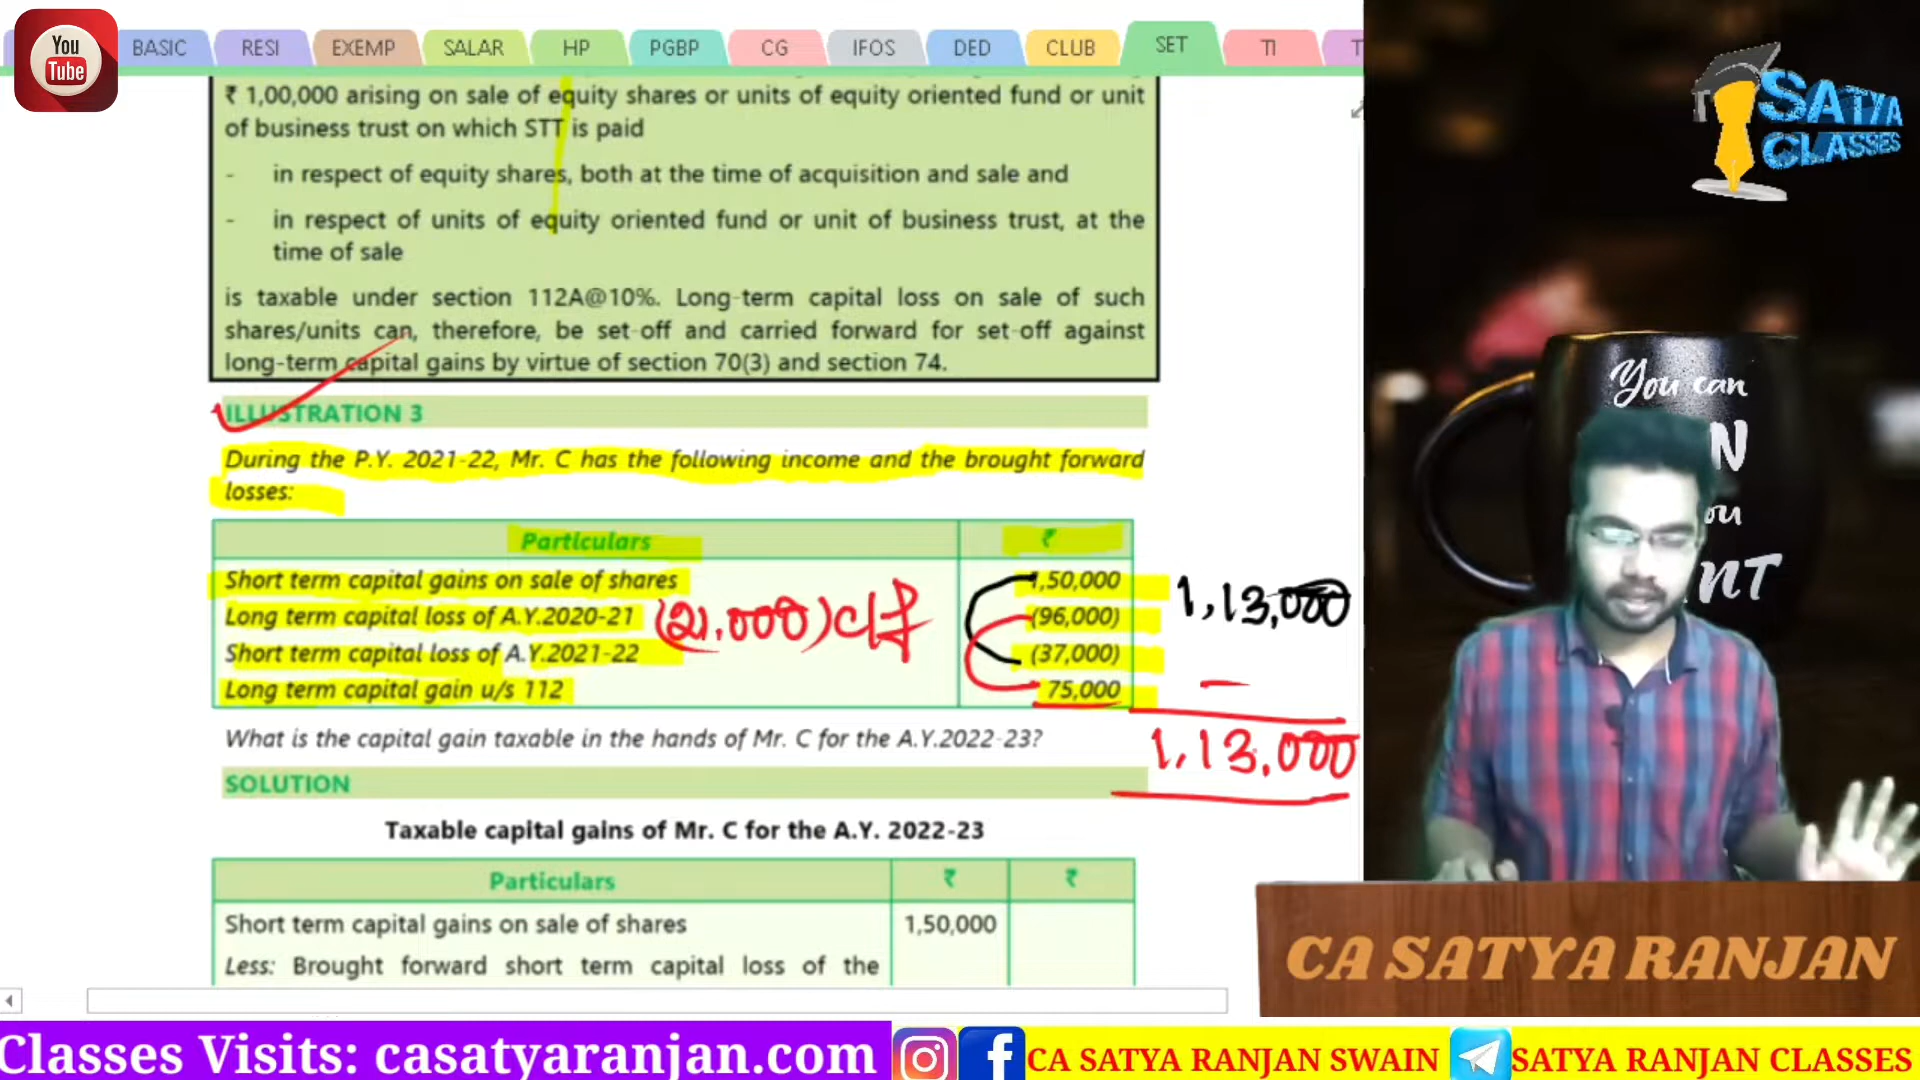 You
Tube
BASIC
RESI
EXEMP
SALAR
HP
PGBP
CG
IFOS
DED
CLUB
SET
TI
T
SATYA
CLASSES
₹ 1,00,000 arising on sale of equity shares or units of equity oriented fund or unit
of business trust on which STT is paid
- in respect of equity shares, both at the time of acquisition and sale and
- in respect of units of equity oriented fund or unit of business trust, at the
time of sale
is taxable under section 112A@10%. Long-term capital loss on sale of such
shares/units can, therefore, be set-off and carried forward for set-off against
long-term capital gains by virtue of section 70(3) and section 74.
ILLUSTRATION 3
During the P.Y. 2021-22, Mr. C has the following income and the brought forward
losses:
Particulars ₹
Short term capital gains on sale of shares 1,50,000 1,13,000
Long term capital loss of A.Y.2020-21 (21,000) c/f (96,000)
Short term capital loss of A.Y.2021-22 (37,000)
Long term capital gain u/s 112 75,000 —
What is the capital gain taxable in the hands of Mr. C for the A.Y.2022-23?
1,13,000
SOLUTION
Taxable capital gains of Mr. C for the A.Y. 2022-23
Particulars ₹ ₹
Short term capital gains on sale of shares 1,50,000
Less: Brought forward short term capital loss of the
You can
N
ou
NT
CA SATYA RANJAN
Classes Visits: casatyaranjan.com
f
CA SATYA RANJAN SWAIN
SATYA RANJAN CLASSES